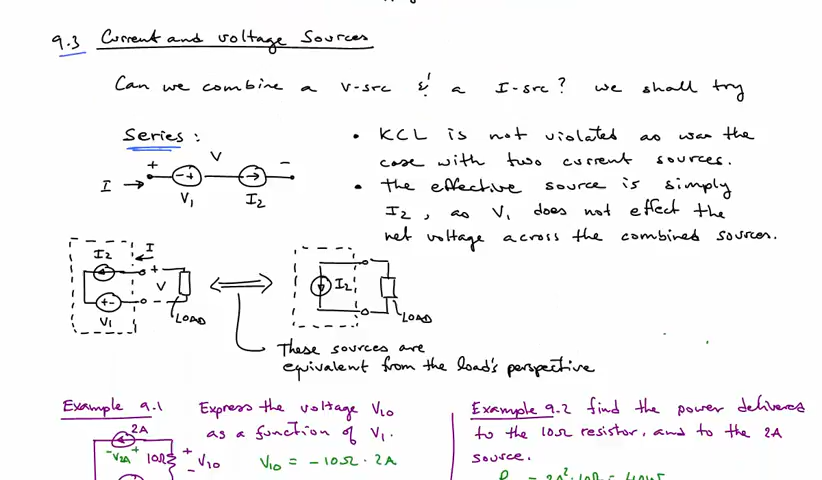 9.3 Current and voltage Sources
Can we combine a V-src & a I-src? we shall try
Series:
• KCL is not violated as was the
case with two current sources.
• the effective source is simply
I2, as V1 does not effect the
net voltage across the combined sources.
+ V -
I → - +
V1 I2
I2 I
+ V -
+ -
V1 LOAD
I2
LOAD
These sources are
equivalent from the load's perspective
Example 9.1 Express the voltage V10
as a function of V1.
V10 = -10Ω · 2A
2A
- V2A + 10Ω + V10 -
Example 9.2 find the power delivered
to the 10Ω resistor, and to the 2A
source.